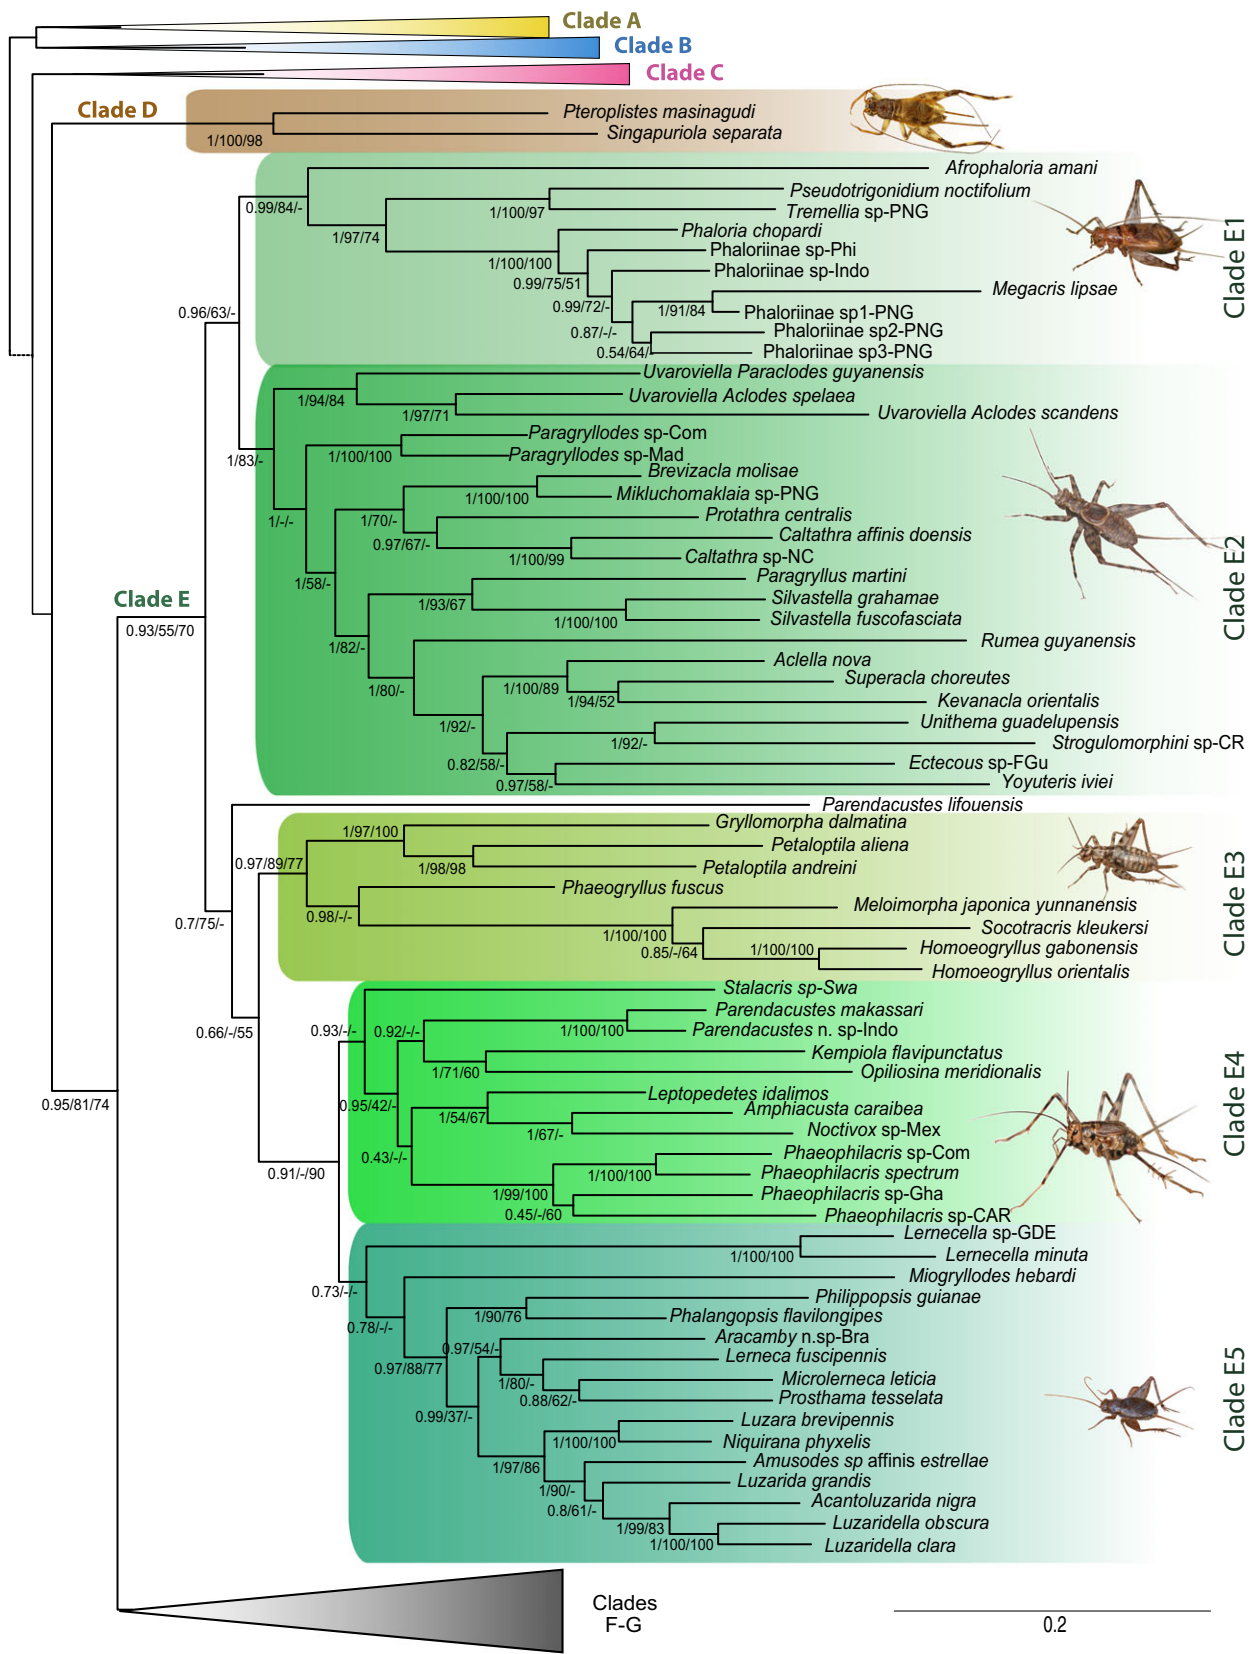 Clade A
Clade B
Clade C
Clade D
Pteroplistes masinagudi
Singapuriola separata
1/100/98
Afrophaloria amani
Pseudotrigonidium noctifolium
0.99/84/-
1/100/97
Tremellia sp-PNG
Phaloria chopardi
1/97/74
Phaloriinae sp-Phi
1/100/100
Phaloriinae sp-Indo
0.99/75/51
Megacris lipsae
0.99/72/-
1/91/84
Phaloriinae sp1-PNG
0.96/63/-
0.87/-/-
Phaloriinae sp2-PNG
0.54/64/-
Phaloriinae sp3-PNG
Clade E1
Uvaroviella Paraclodes guyanensis
1/94/84
Uvaroviella Aclodes spelaea
1/97/71
Uvaroviella Aclodes scandens
Paragryllodes sp-Com
1/83/-
1/100/100
Paragryllodes sp-Mad
Brevizacla molisae
1/100/100
Mikluchomaklaia sp-PNG
1/-/-
1/70/-
Protathra centralis
0.97/67/-
Caltathra affinis doensis
1/100/99
Caltathra sp-NC
1/58/-
Paragryllus martini
1/93/67
Silvastella grahamae
1/100/100
Silvastella fuscofasciata
Clade E2
Clade E
0.93/55/70
1/82/-
Rumea guyanensis
Aclella nova
1/80/-
1/100/89
Superacla choreutes
1/94/52
Kevanacla orientalis
1/92/-
Unithema guadelupensis
1/92/-
Strogulomorphini sp-CR
0.82/58/-
Ectecous sp-FGu
0.97/58/-
Yoyuteris iviei
Parendacustes lifouensis
1/97/100
Gryllomorpha dalmatina
Petaloptila aliena
0.97/89/77
1/98/98
Petaloptila andreini
Phaeogryllus fuscus
0.98/-/-
Meloimorpha japonica yunnanensis
0.7/75/-
1/100/100
Socotracris kleukersi
0.85/-/64
1/100/100
Homoeogryllus gabonensis
Homoeogryllus orientalis
Clade E3
Stalacris sp-Swa
Parendacustes makassari
0.66/-/55
0.93/-/-
0.92/-/-
1/100/100
Parendacustes n. sp-Indo
Kempiola flavipunctatus
1/71/60
Opiliosina meridionalis
0.95/81/74
0.95/42/-
Leptopedetes idalimos
1/54/67
Amphiacusta caraibea
1/67/-
Noctivox sp-Mex
0.43/-/-
Phaeophilacris sp-Com
0.91/-/90
1/100/100
Phaeophilacris spectrum
1/99/100
Phaeophilacris sp-Gha
0.45/-/60
Phaeophilacris sp-CAR
Clade E4
Lernecella sp-GDE
1/100/100
Lernecella minuta
0.73/-/-
Miogryllodes hebardi
Philippopsis guianae
0.78/-/-
1/90/76
Phalangopsis flavilongipes
Aracamby n.sp-Bra
0.97/54/-
0.97/88/77
Lerneca fuscipennis
1/80/-
Microlerneca leticia
0.88/62/-
Prosthama tesselata
0.99/37/-
Luzara brevipennis
1/100/100
Niquirana phyxelis
1/97/86
Amusodes sp affinis estrellae
1/90/-
Luzarida grandis
0.8/61/-
Acantoluzarida nigra
1/99/83
Luzaridella obscura
1/100/100
Luzaridella clara
Clade E5
Clades
F-G
0.2